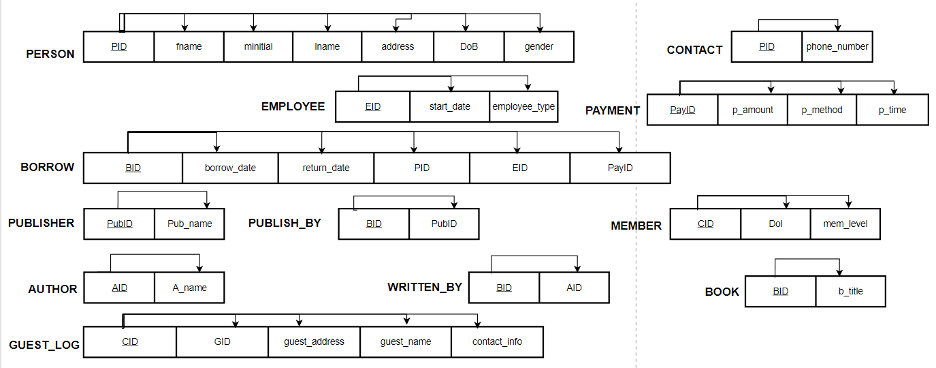 PERSON PID fname minitial lname address DoB gender
CONTACT PID phone_number
EMPLOYEE EID start_date employee_type
PAYMENT PayID p_amount p_method p_time
BORROW BID borrow_date return_date PID EID PayID
PUBLISHER PubID Pub_name
PUBLISH_BY BID PubID
MEMBER CID DoI mem_level
AUTHOR AID A_name
WRITTEN_BY BID AID
BOOK BID b_title
GUEST_LOG CID GID guest_address guest_name contact_info